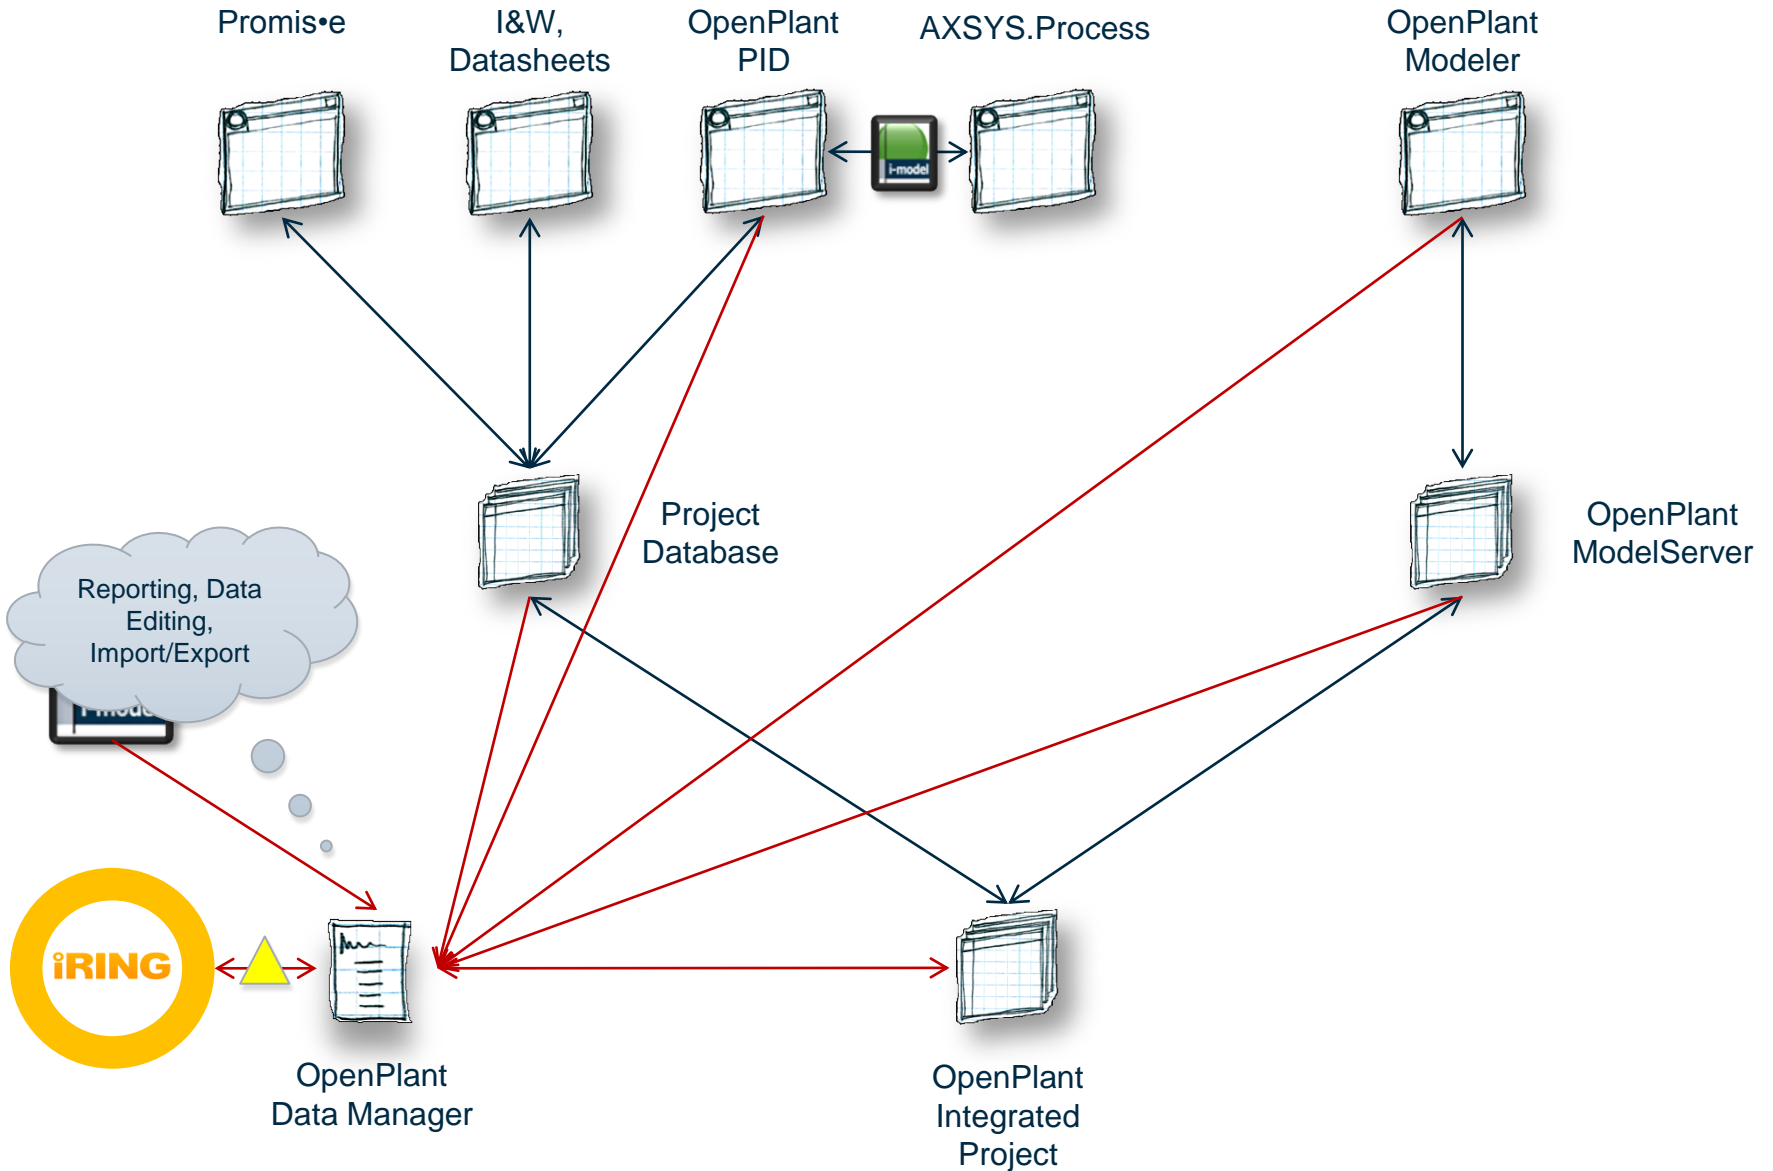 Promis•e
I&W,
Datasheets
OpenPlant
PID
AXSYS.Process
OpenPlant
Modeler
i-model
Project
Database
OpenPlant
ModelServer
Reporting, Data
Editing,
Import/Export
i-model
iRING
OpenPlant
Data Manager
OpenPlant
Integrated
Project